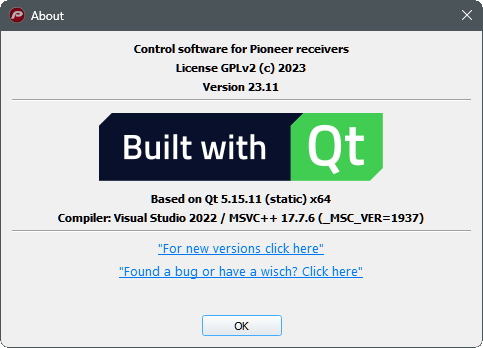 About
Control software for Pioneer receivers
License GPLv2 (c) 2023
Version 23.11
Built with Qt
Based on Qt 5.15.11 (static) x64
Compiler: Visual Studio 2022 / MSVC++ 17.7.6 (_MSC_VER=1937)
"For new versions click here"
"Found a bug or have a wisch? Click here"
OK